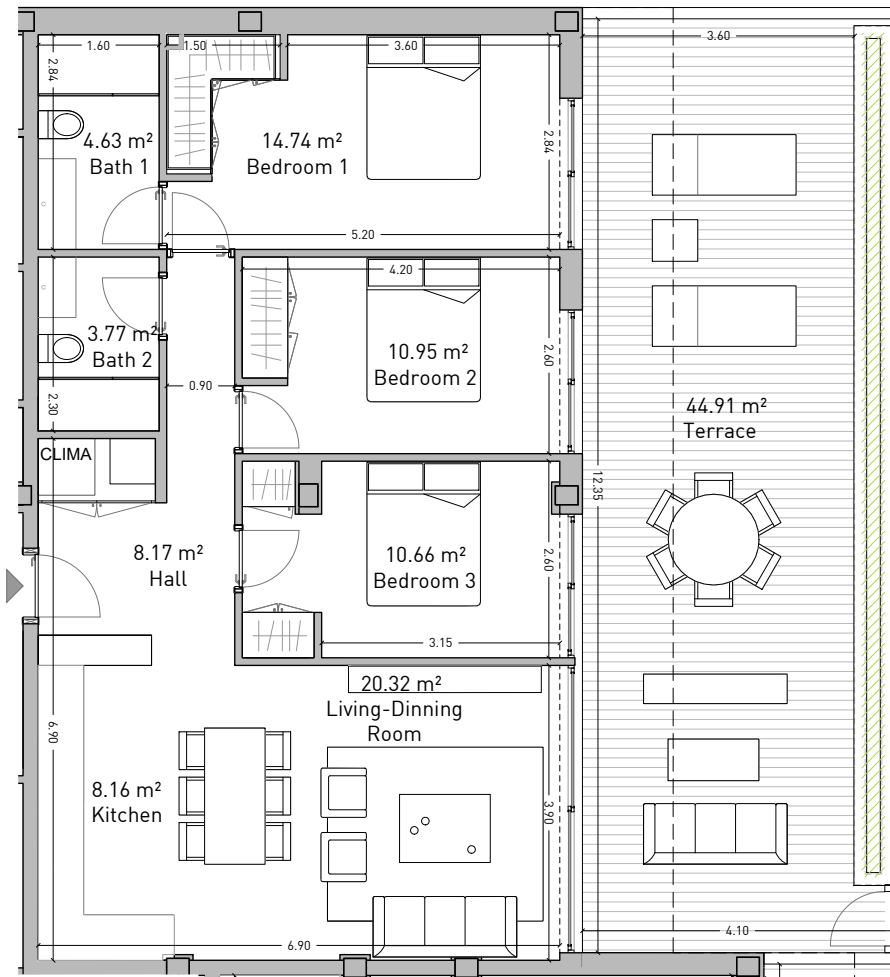 1.60
1.50
3.60
3.60
2.84
4.63 m²
Bath 1
14.74 m²
Bedroom 1
2.84
5.20
4.20
3.77 m²
Bath 2
10.95 m²
Bedroom 2
2.60
0.90
2.30
44.91 m²
Terrace
CLIMA
12.35
8.17 m²
Hall
10.66 m²
Bedroom 3
2.60
3.15
20.32 m²
Living-Dinning
Room
6.90
8.16 m²
Kitchen
3.90
6.90
4.10